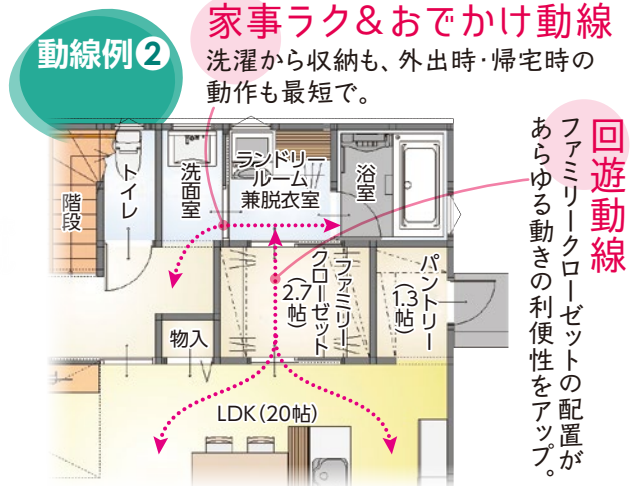 動線例❷
家事ラク&おでかけ動線
洗濯から収納も、外出時・帰宅時の
動作も最短で。
回遊動線
ファミリークローゼットの配置が
あらゆる動きの利便性をアップ。
階段
トイレ
洗面室
ランドリー
ルーム
兼脱衣室
浴室
ファミリー
クローゼット
(2.7
帖)
パントリー
(1.3
帖)
物入
LDK(20帖)